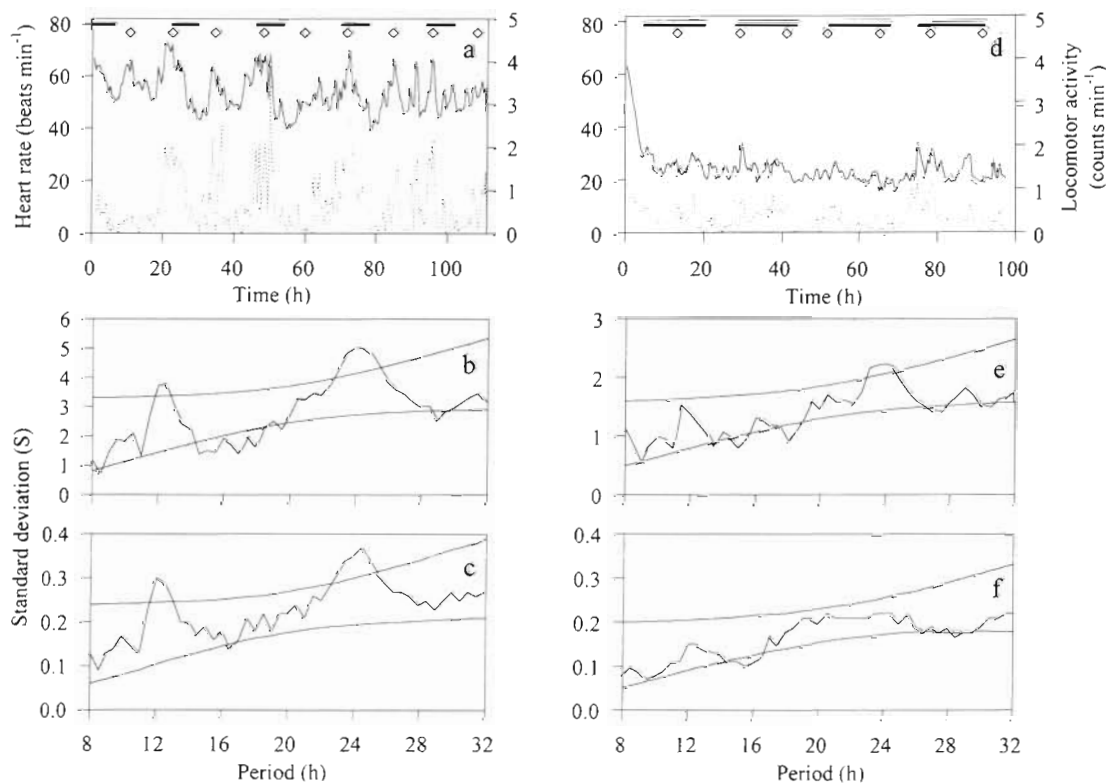 80
60
40
20
0
Heart rate (beats min⁻¹)
a
5
4
3
2
1
0
0 20 40 60 80 100
Time (h)
80
60
40
20
0
d
5
4
3
2
1
0
Locomotor activity
(counts min⁻¹)
0 20 40 60 80 100
Time (h)
Standard deviation (S)
6
5
4
3
2
1
0
b
3
2
1
0
e
0.4
0.3
0.2
0.1
0.0
c
8 12 16 20 24 28 32
Period (h)
0.4
0.3
0.2
0.1
0.0
f
8 12 16 20 24 28 32
Period (h)